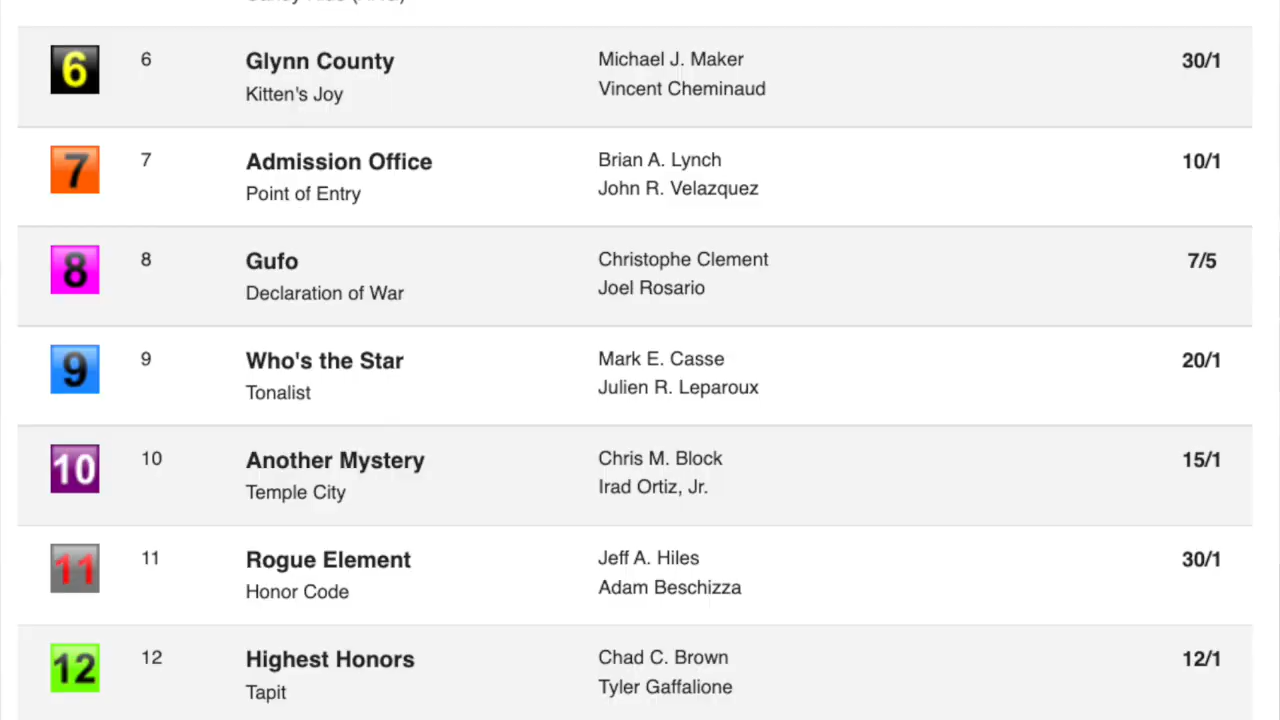 6 6 Glynn County Michael J. Maker 30/1
Kitten's Joy Vincent Cheminaud
7 7 Admission Office Brian A. Lynch 10/1
Point of Entry John R. Velazquez
8 8 Gufo Christophe Clement 7/5
Declaration of War Joel Rosario
9 9 Who's the Star Mark E. Casse 20/1
Tonalist Julien R. Leparoux
10 10 Another Mystery Chris M. Block 15/1
Temple City Irad Ortiz, Jr.
11 11 Rogue Element Jeff A. Hiles 30/1
Honor Code Adam Beschizza
12 12 Highest Honors Chad C. Brown 12/1
Tapit Tyler Gaffalione